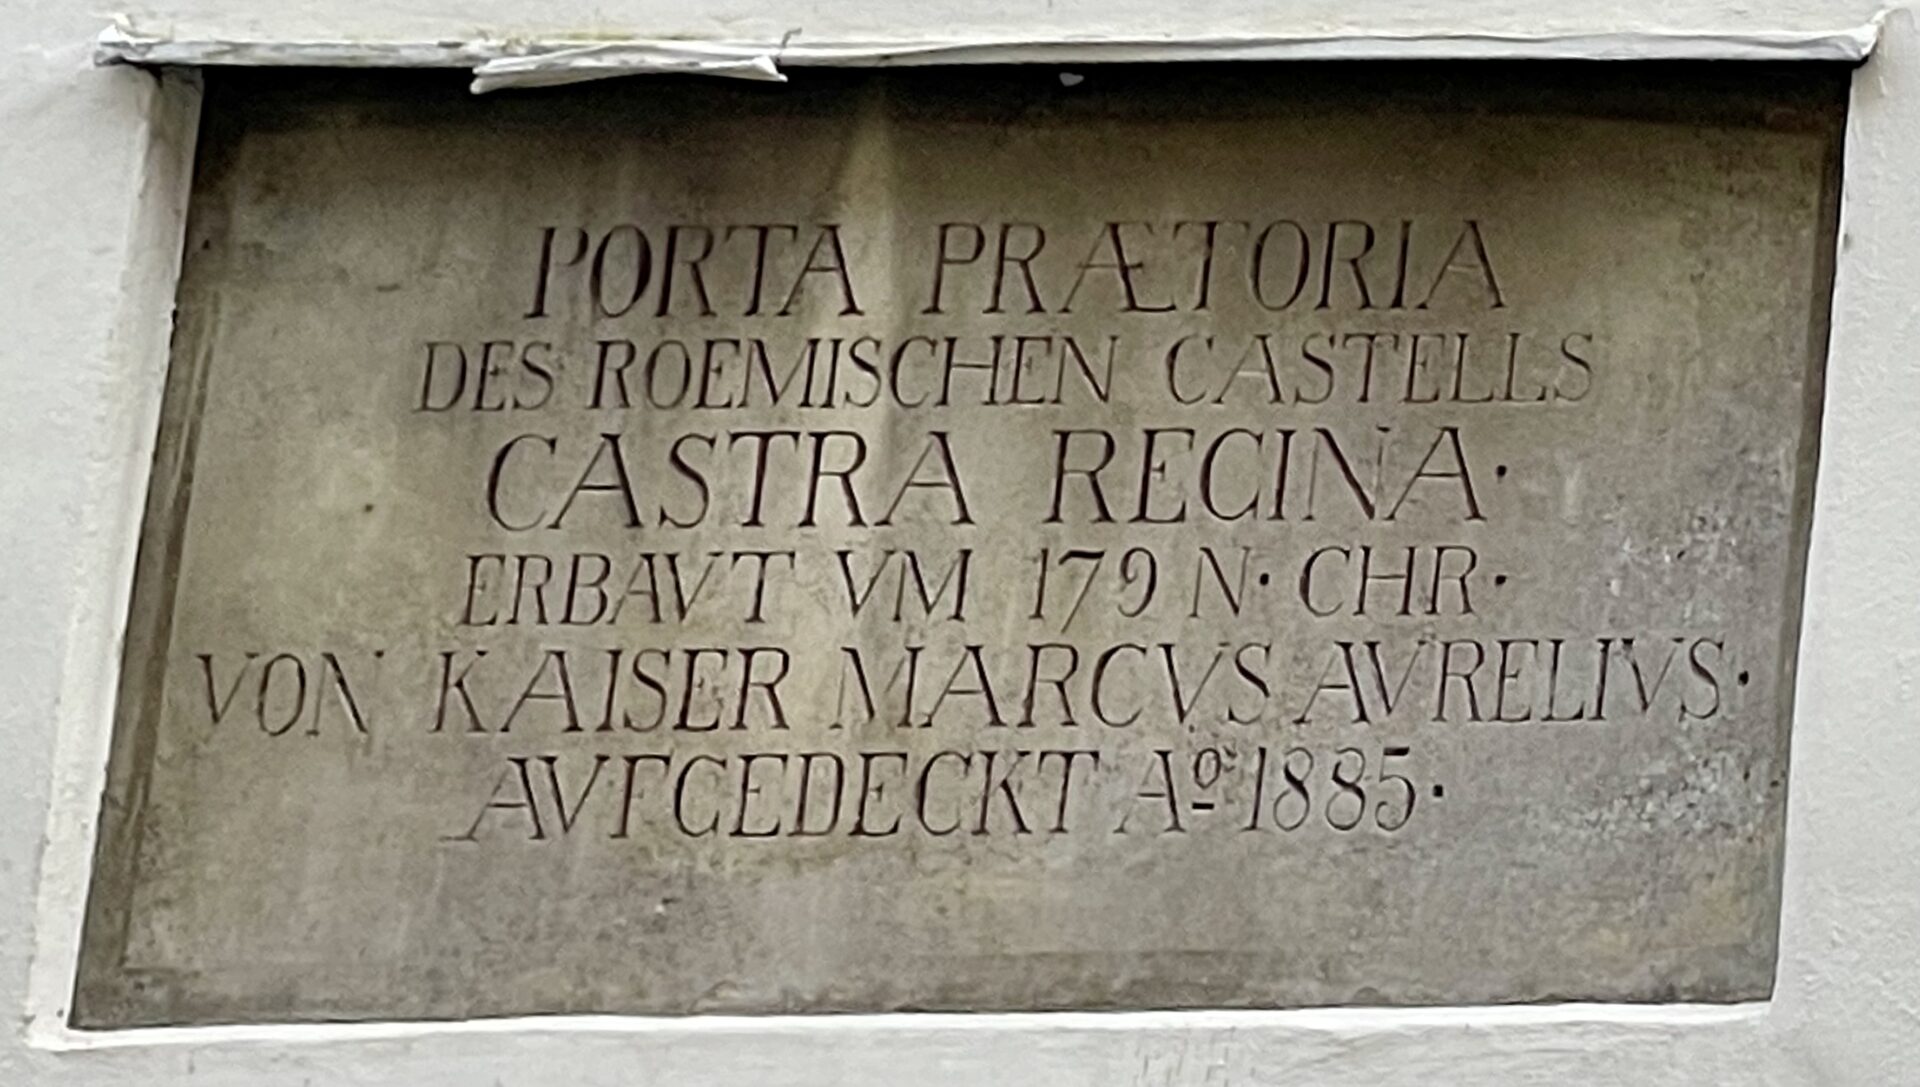 PORTA PRÆTORIA
DES ROEMISCHEN CASTELLS
CASTRA REGINA·
ERBAVT VM 179 N· CHR·
VON KAISER MARCVS AVRELIVS·
AVFGEDECKT Aº 1885·